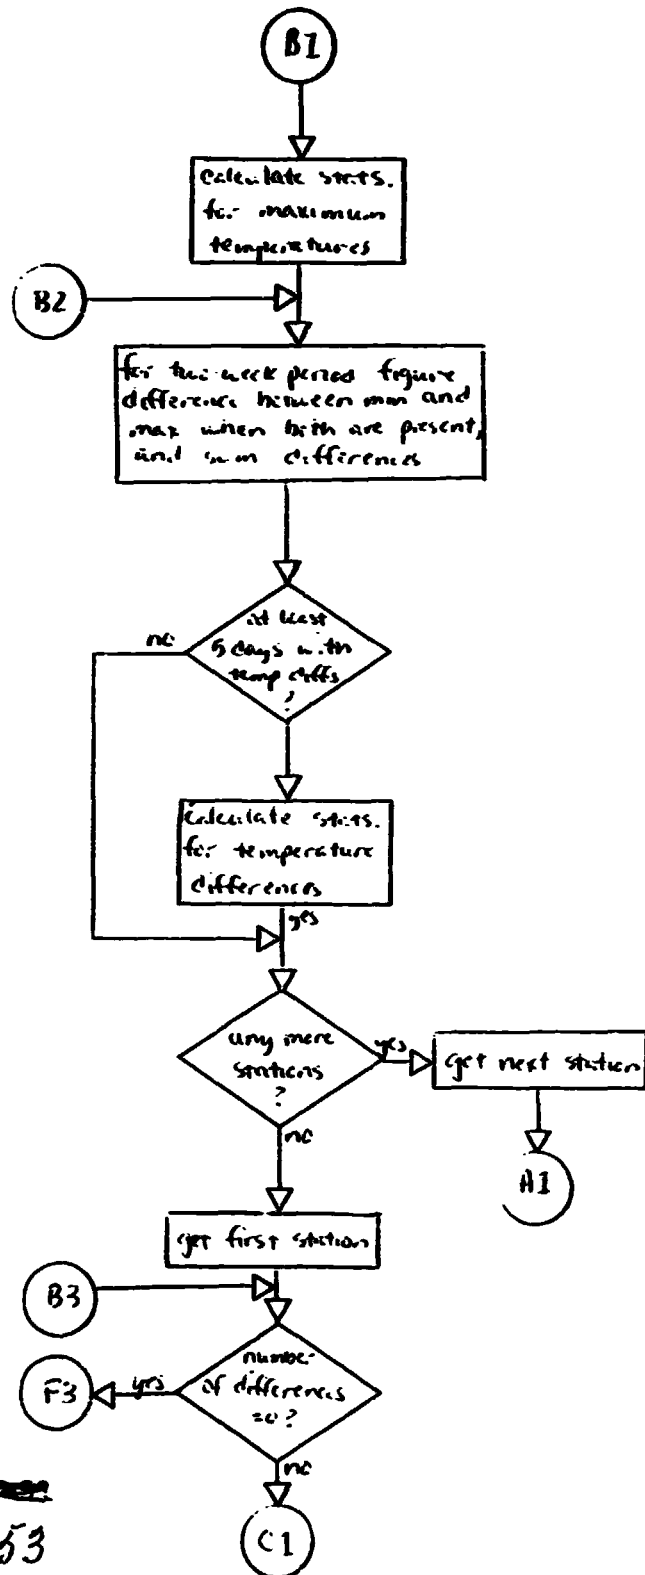 B1
calculate stats.
for maximum
temperatures
B2
for two-week period figure
difference between min and
max when both are present,
and sum differences
at least
no
5 days with
temp diffs
?
calculate stats.
for temperature
differences
yes
any more
stations
?
yes
get next station
no
A1
get first station
B3
number
of differences
=0?
yes
F3
no
C1
53